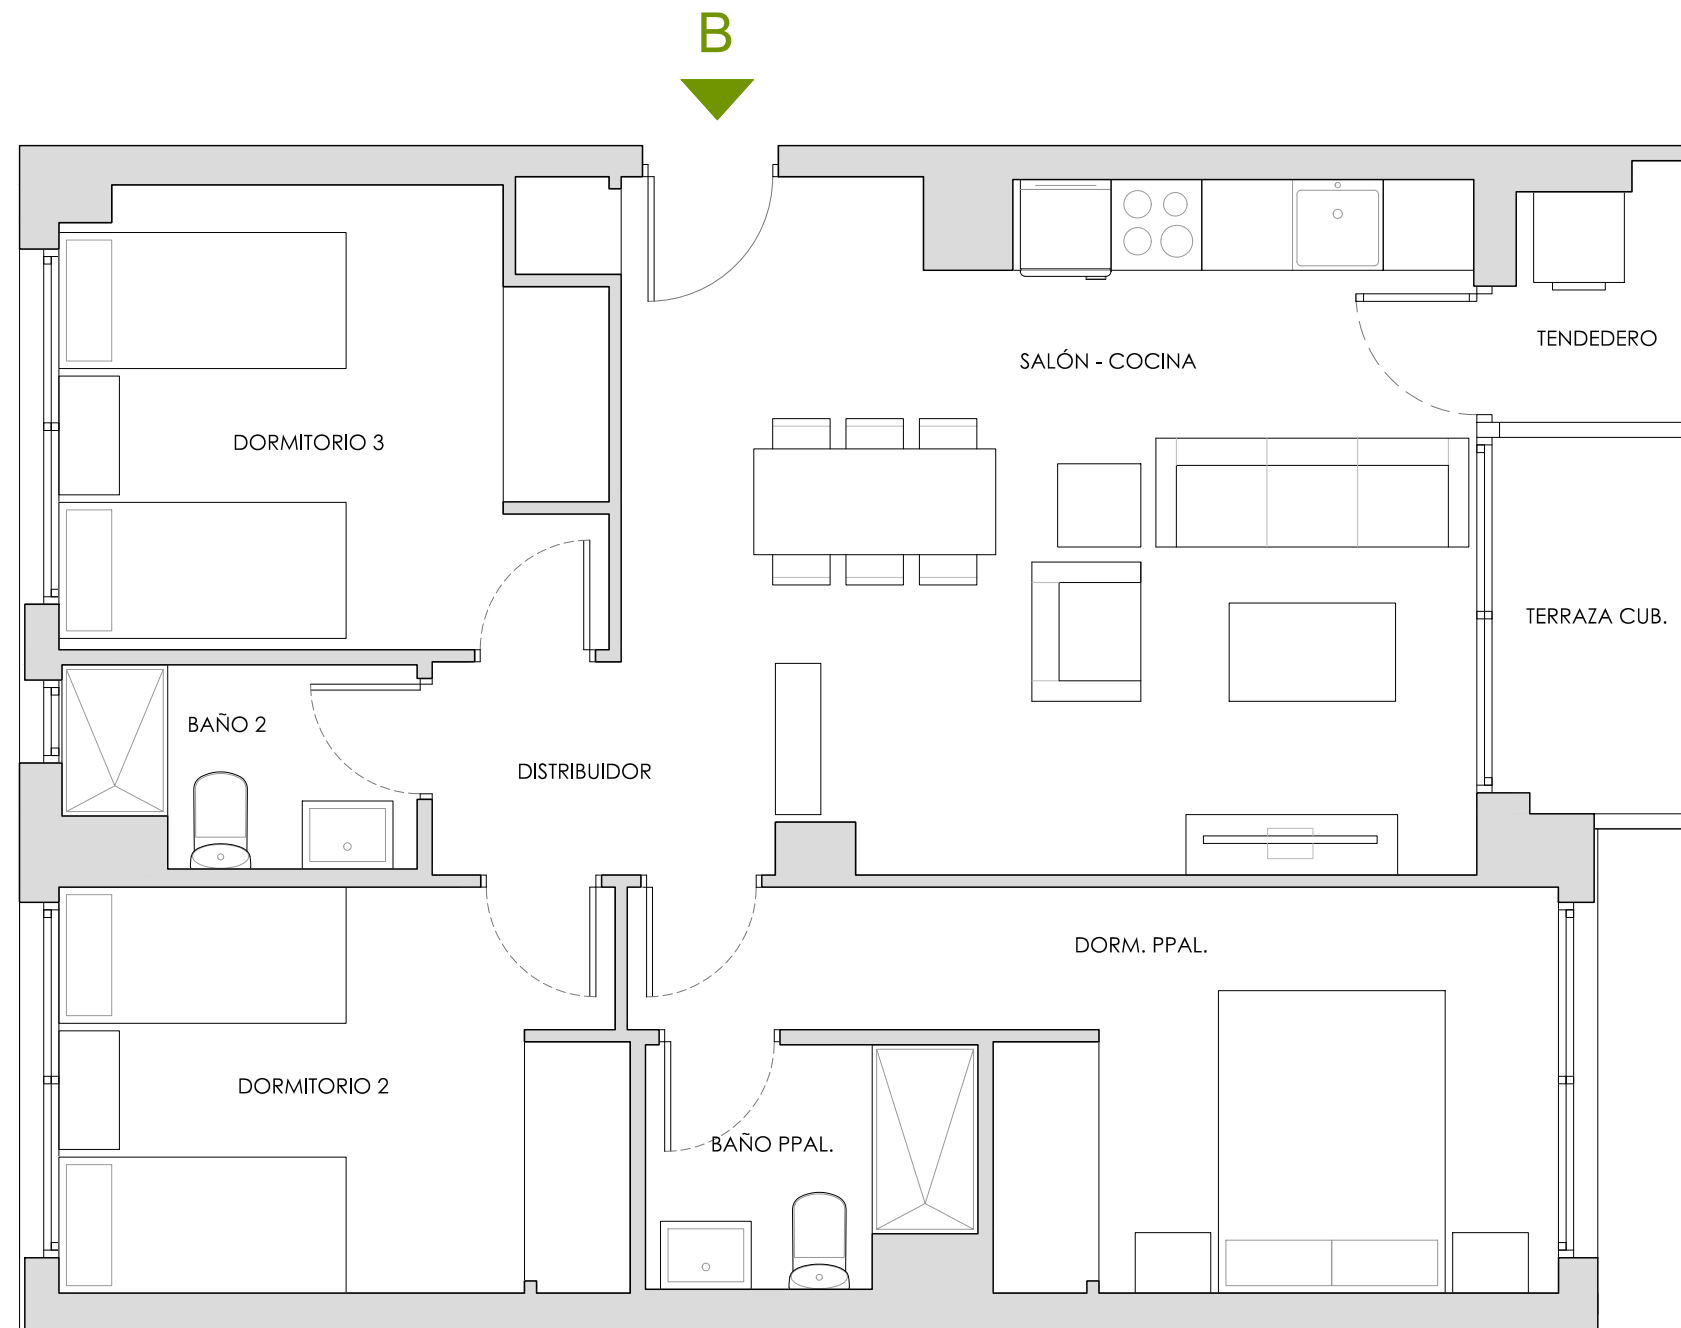 B
TENDEDERO
SALÓN - COCINA
DORMITORIO 3
TERRAZA CUB.
BAÑO 2
DISTRIBUIDOR
DORM. PPAL.
DORMITORIO 2
BAÑO PPAL.